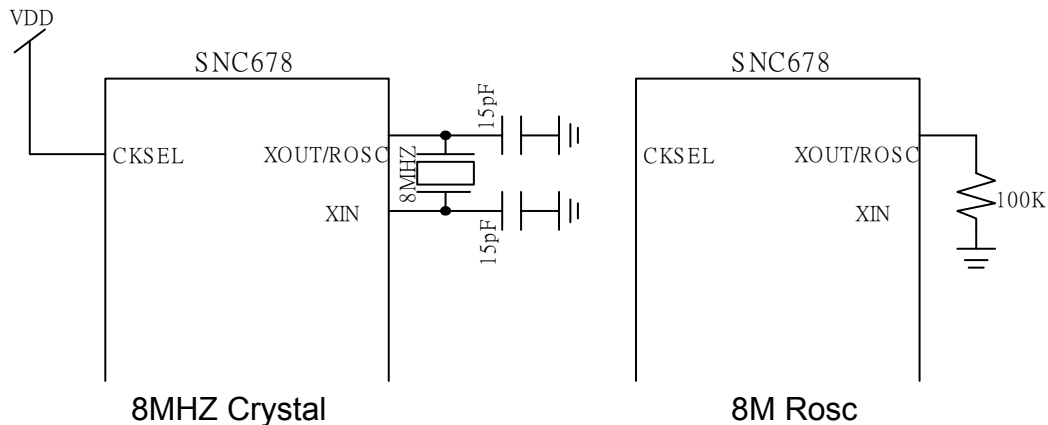 VDD
SNC678
CKSEL
XOUT/ROSC
XIN
8MHZ
15pF
15pF
8MHZ Crystal
SNC678
CKSEL
XOUT/ROSC
XIN
100K
8M Rosc